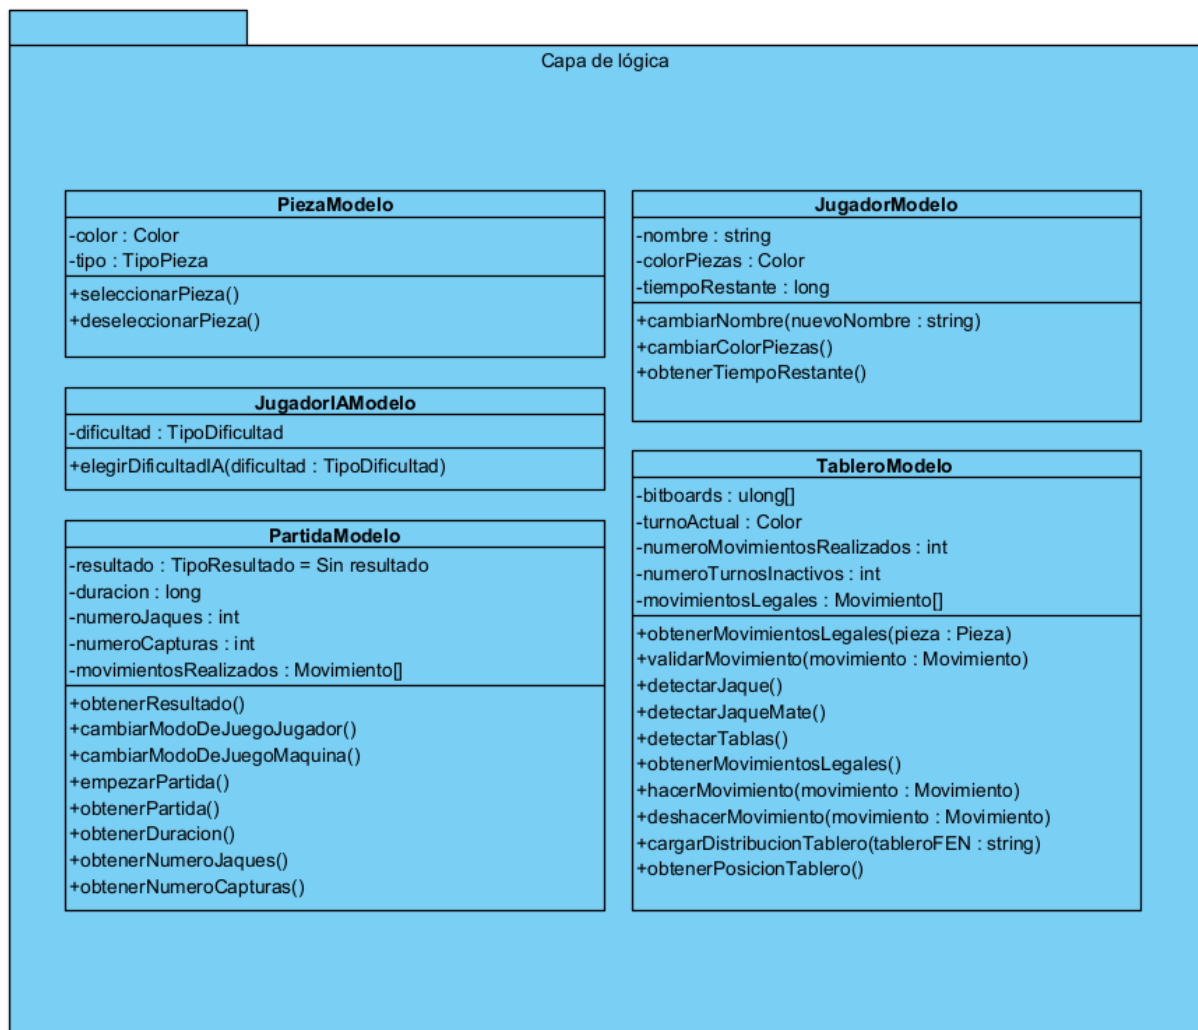 Capa de lógica
PiezaModelo
-color : Color
-tipo : TipoPieza
+seleccionarPieza()
+deseleccionarPieza()
JugadorModelo
-nombre : string
-colorPiezas : Color
-tiempoRestante : long
+cambiarNombre(nuevoNombre : string)
+cambiarColorPiezas()
+obtenerTiempoRestante()
JugadorIAModelo
-dificultad : TipoDificultad
+elegirDificultadIA(dificultad : TipoDificultad)
PartidaModelo
-resultado : TipoResultado = Sin resultado
-duracion : long
-numeroJaques : int
-numeroCapturas : int
-movimientosRealizados : Movimiento[]
+obtenerResultado()
+cambiarModoDeJuegoJugador()
+cambiarModoDeJuegoMaquina()
+empezarPartida()
+obtenerPartida()
+obtenerDuracion()
+obtenerNumeroJaques()
+obtenerNumeroCapturas()
TableroModelo
-bitboards : ulong[]
-turnoActual : Color
-numeroMovimientosRealizados : int
-numeroTurnosInactivos : int
-movimientosLegales : Movimiento[]
+obtenerMovimientosLegales(pieza : Pieza)
+validarMovimiento(movimiento : Movimiento)
+detectarJaque()
+detectarJaqueMate()
+detectarTablas()
+obtenerMovimientosLegales()
+hacerMovimiento(movimiento : Movimiento)
+deshacerMovimiento(movimiento : Movimiento)
+cargarDistribucionTablero(tableroFEN : string)
+obtenerPosicionTablero()